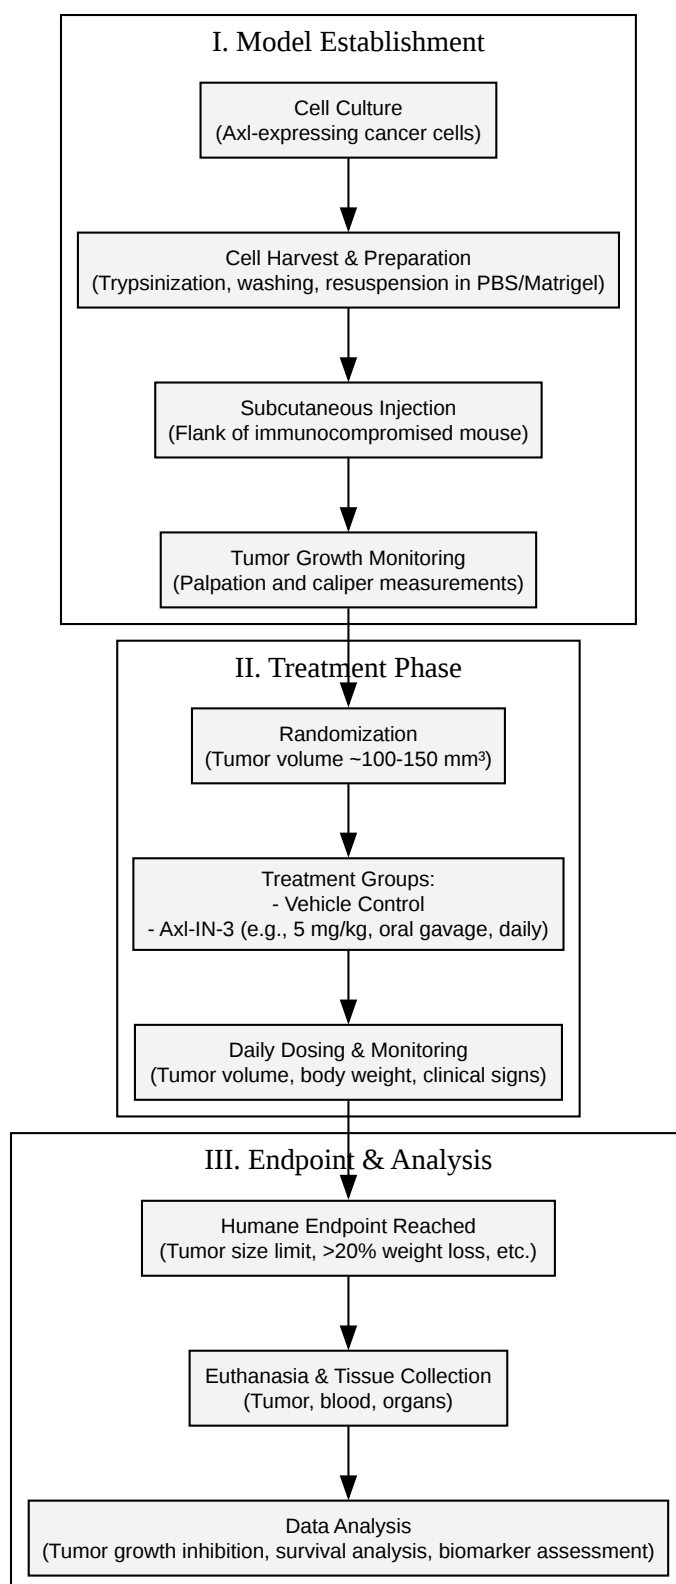 I. Model Establishment
Cell Culture
(Axl-expressing cancer cells)
Cell Harvest & Preparation
(Trypsinization, washing, resuspension in PBS/Matrigel)
Subcutaneous Injection
(Flank of immunocompromised mouse)
Tumor Growth Monitoring
(Palpation and caliper measurements)
II. Treatment Phase
Randomization
(Tumor volume ~100-150 mm³)
Treatment Groups:
- Vehicle Control
- Axl-IN-3 (e.g., 5 mg/kg, oral gavage, daily)
Daily Dosing & Monitoring
(Tumor volume, body weight, clinical signs)
III. Endpoint & Analysis
Humane Endpoint Reached
(Tumor size limit, >20% weight loss, etc.)
Euthanasia & Tissue Collection
(Tumor, blood, organs)
Data Analysis
(Tumor growth inhibition, survival analysis, biomarker assessment)